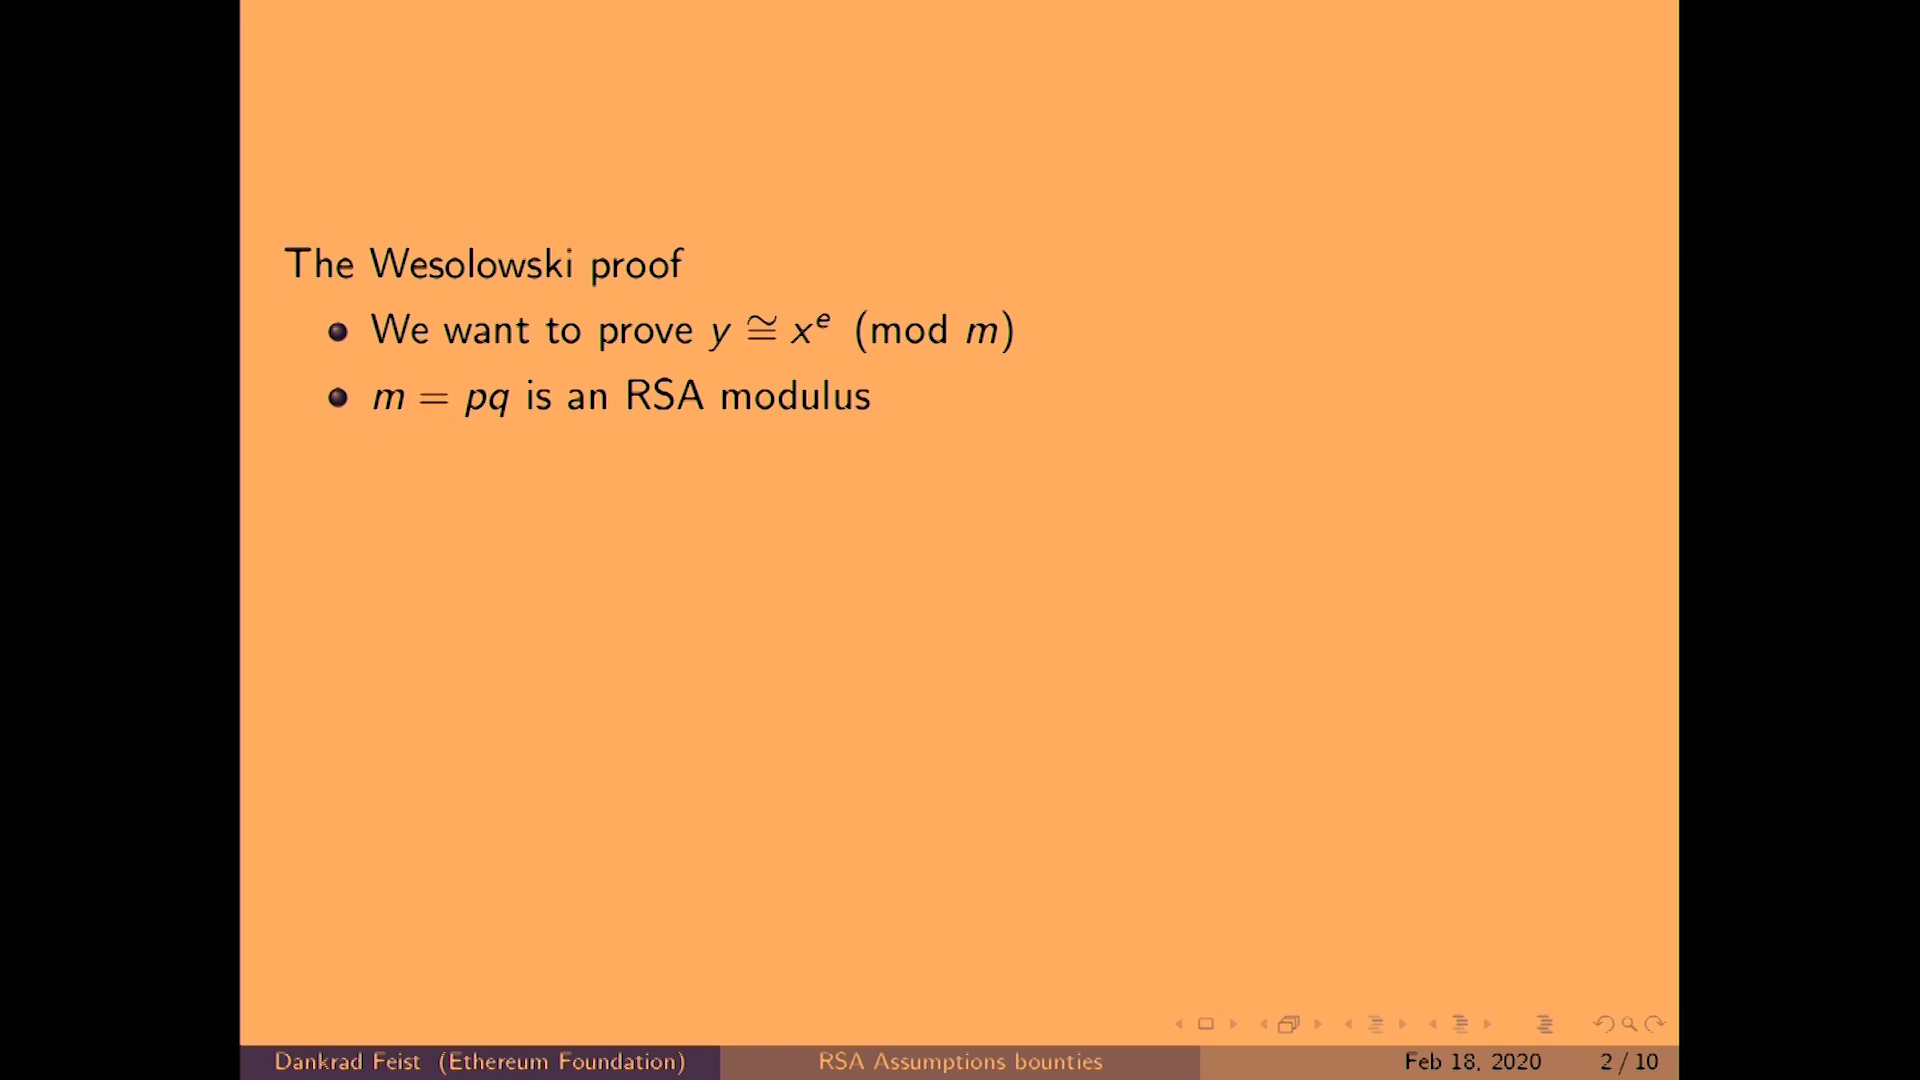 The Wesolowski proof
• We want to prove y ≅ x^e (mod m)
• m = pq is an RSA modulus
Dankrad Feist (Ethereum Foundation) RSA Assumptions bounties Feb 18, 2020 2 / 10